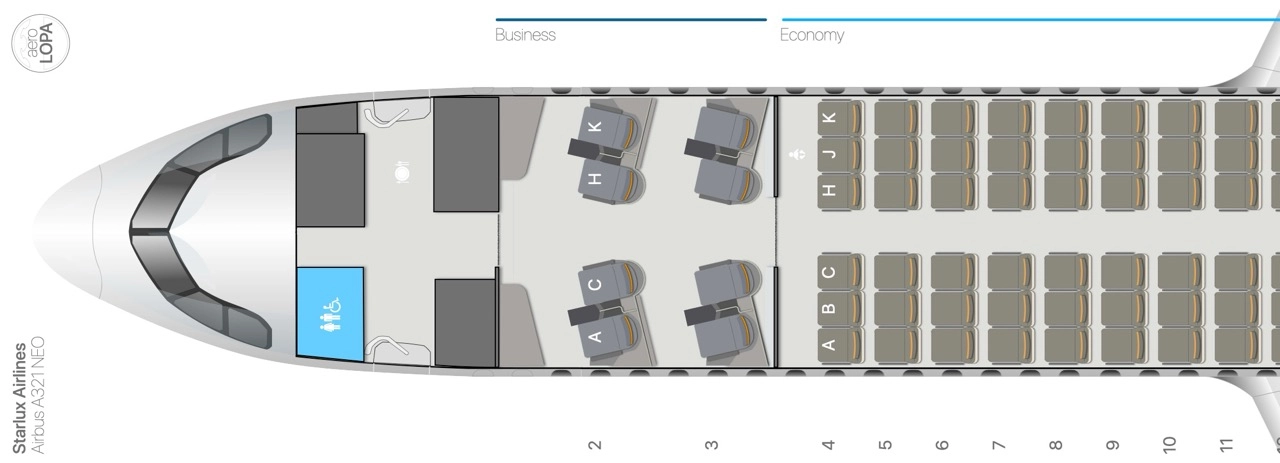 aero
LOPA
Business
Economy
K
H
C
A
K
J
H
C
B
A
Starlux Airlines
Airbus A321 NEO
2
3
4
5
6
7
8
9
10
11